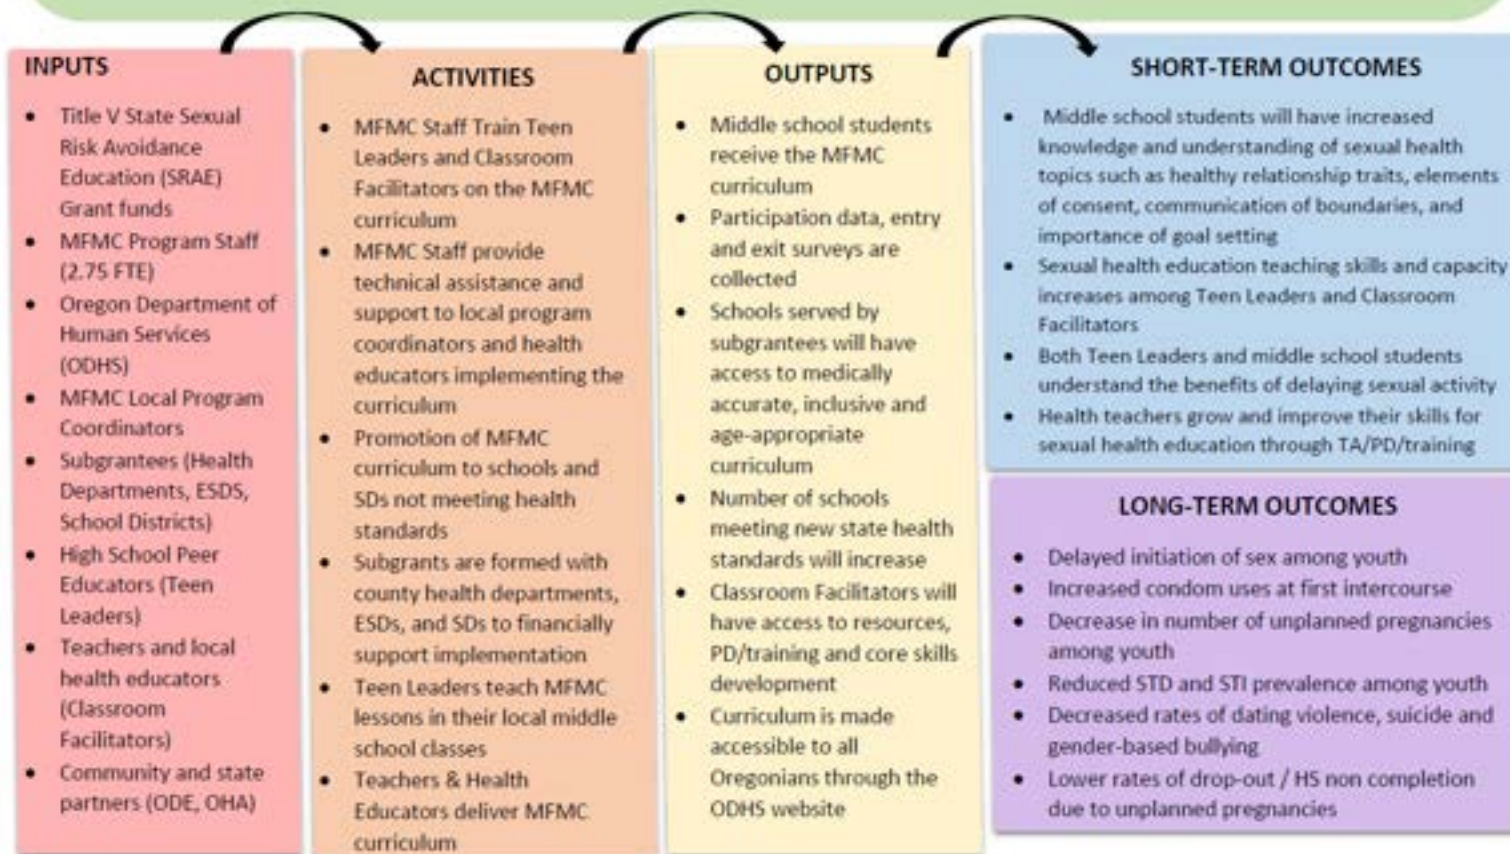 INPUTS
• Title V State Sexual
Risk Avoidance
Education (SRAE)
Grant funds
• MFMC Program Staff
(2.75 FTE)
• Oregon Department of
Human Services
(ODHS)
• MFMC Local Program
Coordinators
• Subgrantees (Health
Departments, ESDS,
School Districts)
• High School Peer
Educators (Teen
Leaders)
• Teachers and local
health educators
(Classroom
Facilitators)
• Community and state
partners (ODE, OHA)
ACTIVITIES
• MFMC Staff Train Teen
Leaders and Classroom
Facilitators on the MFMC
curriculum
• MFMC Staff provide
technical assistance and
support to local program
coordinators and health
educators implementing the
curriculum
• Promotion of MFMC
curriculum to schools and
SDs not meeting health
standards
• Subgrants are formed with
county health departments,
ESDs, and SDs to financially
support implementation
• Teen Leaders teach MFMC
lessons in their local middle
school classes
• Teachers & Health
Educators deliver MFMC
curriculum
OUTPUTS
• Middle school students
receive the MFMC
curriculum
• Participation data, entry
and exit surveys are
collected
• Schools served by
subgrantees will have
access to medically
accurate, inclusive and
age-appropriate
curriculum
• Number of schools
meeting new state health
standards will increase
• Classroom Facilitators will
have access to resources,
PD/training and core skills
development
• Curriculum is made
accessible to all
Oregonians through the
ODHS website
SHORT-TERM OUTCOMES
• Middle school students will have increased
knowledge and understanding of sexual health
topics such as healthy relationship traits, elements
of consent, communication of boundaries, and
importance of goal setting
• Sexual health education teaching skills and capacity
increases among Teen Leaders and Classroom
Facilitators
• Both Teen Leaders and middle school students
understand the benefits of delaying sexual activity
• Health teachers grow and improve their skills for
sexual health education through TA/PD/training
LONG-TERM OUTCOMES
• Delayed initiation of sex among youth
• Increased condom uses at first intercourse
• Decrease in number of unplanned pregnancies
among youth
• Reduced STD and STI prevalence among youth
• Decreased rates of dating violence, suicide and
gender-based bullying
• Lower rates of drop-out / HS non completion
due to unplanned pregnancies